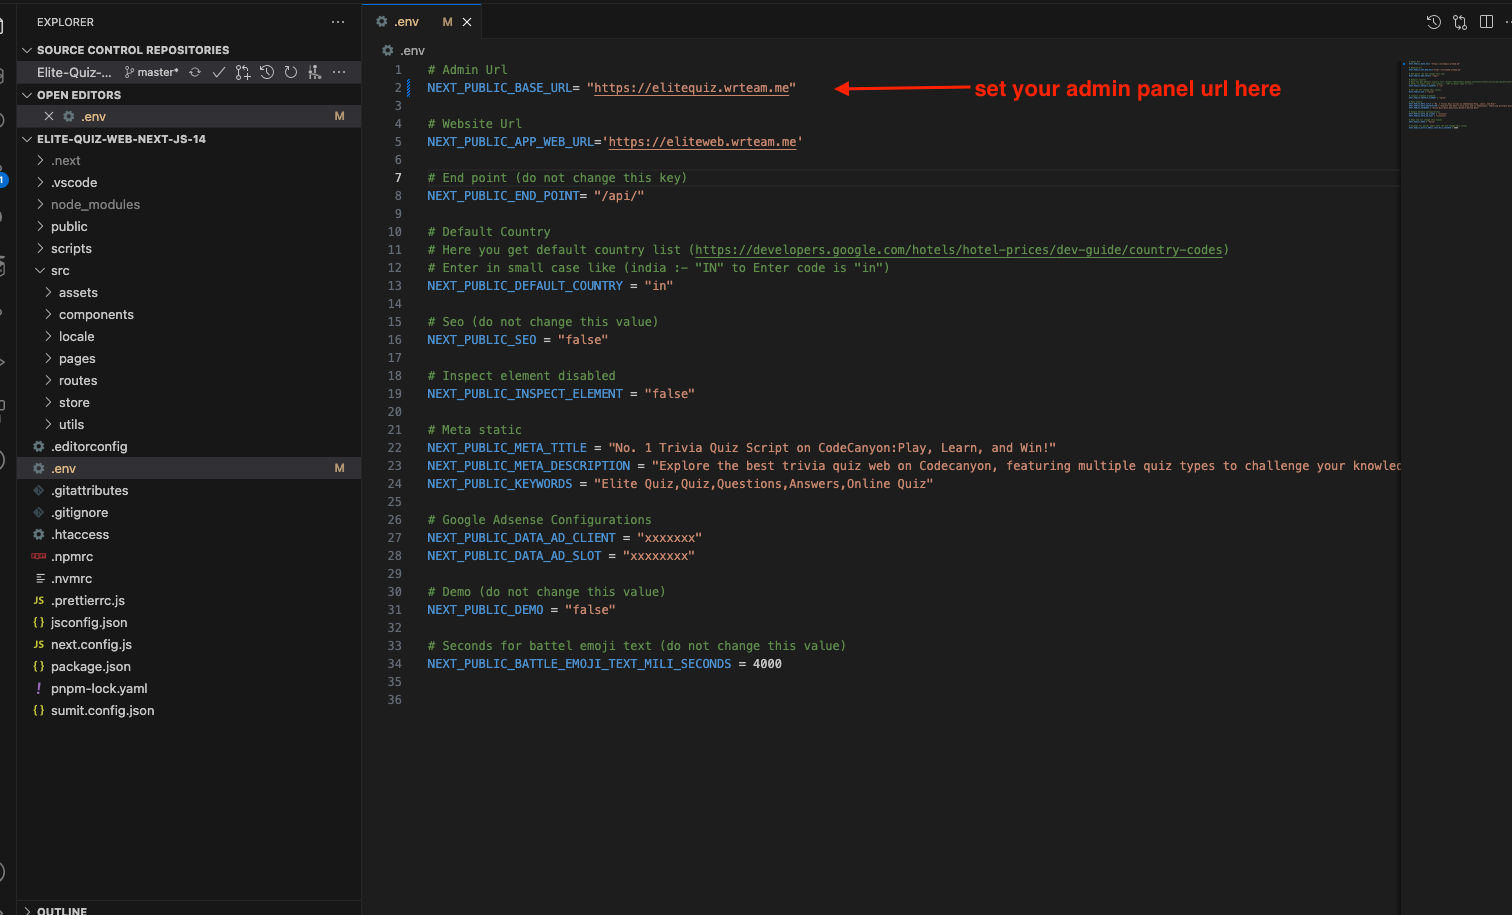 EXPLORER
SOURCE CONTROL REPOSITORIES
Elite-Quiz-... master*
OPEN EDITORS
.env M
ELITE-QUIZ-WEB-NEXT-JS-14
.next
.vscode
node_modules
public
scripts
src
assets
components
locale
pages
routes
store
utils
.editorconfig
.env M
.gitattributes
.gitignore
.htaccess
.npmrc
.nvmrc
JS .prettierrc.js
{} jsconfig.json
JS next.config.js
{} package.json
! pnpm-lock.yaml
{} sumit.config.json
OUTLINE
.env M
.env
1 # Admin Url
2 NEXT_PUBLIC_BASE_URL= "https://elitequiz.wrteam.me"
set your admin panel url here
3
4 # Website Url
5 NEXT_PUBLIC_APP_WEB_URL='https://eliteweb.wrteam.me'
6
7 # End point (do not change this key)
8 NEXT_PUBLIC_END_POINT= "/api/"
9
10 # Default Country
11 # Here you get default country list (https://developers.google.com/hotels/hotel-prices/dev-guide/country-codes)
12 # Enter in small case like (india :- "IN" to Enter code is "in")
13 NEXT_PUBLIC_DEFAULT_COUNTRY = "in"
14
15 # Seo (do not change this value)
16 NEXT_PUBLIC_SEO = "false"
17
18 # Inspect element disabled
19 NEXT_PUBLIC_INSPECT_ELEMENT = "false"
20
21 # Meta static
22 NEXT_PUBLIC_META_TITLE = "No. 1 Trivia Quiz Script on CodeCanyon:Play, Learn, and Win!"
23 NEXT_PUBLIC_META_DESCRIPTION = "Explore the best trivia quiz web on Codecanyon, featuring multiple quiz types to challenge your knowled
24 NEXT_PUBLIC_KEYWORDS = "Elite Quiz,Quiz,Questions,Answers,Online Quiz"
25
26 # Google Adsense Configurations
27 NEXT_PUBLIC_DATA_AD_CLIENT = "xxxxxxx"
28 NEXT_PUBLIC_DATA_AD_SLOT = "xxxxxxxx"
29
30 # Demo (do not change this value)
31 NEXT_PUBLIC_DEMO = "false"
32
33 # Seconds for battel emoji text (do not change this value)
34 NEXT_PUBLIC_BATTLE_EMOJI_TEXT_MILI_SECONDS = 4000
35
36